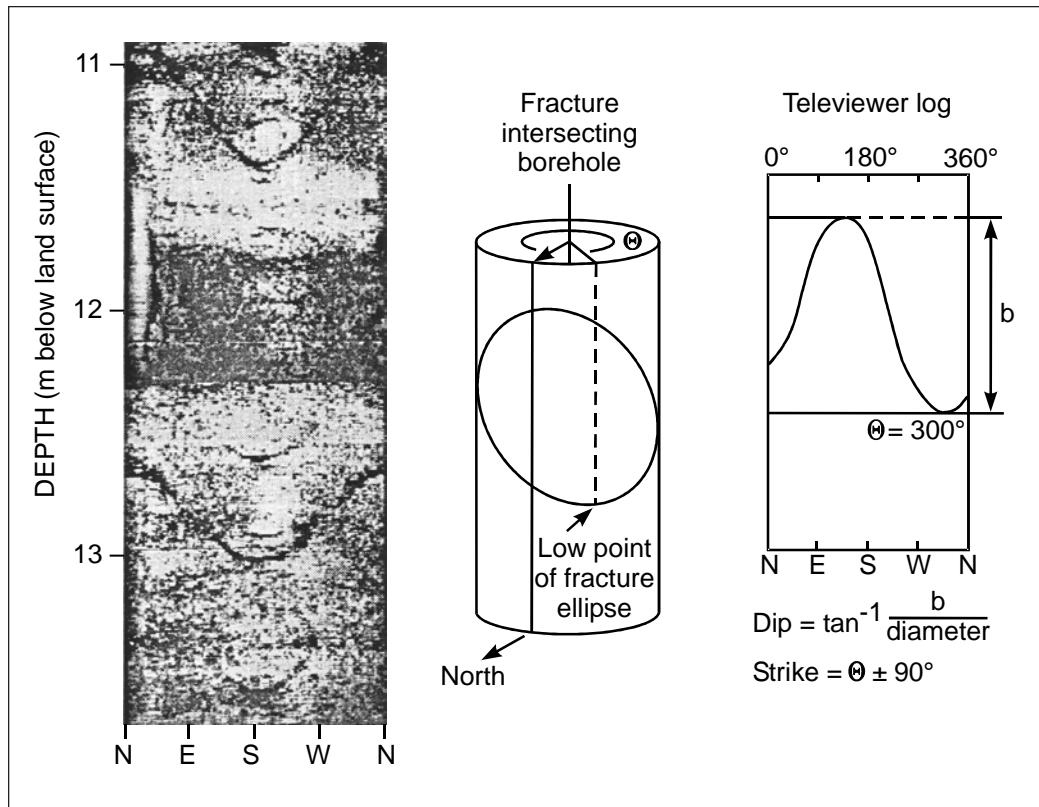 DEPTH (m below land surface)
11
12
13
N E S W N
Fracture
intersecting
borehole
Θ
Low point
of fracture
ellipse
North
Televiewer log
0° 180° 360°
b
Θ = 300°
N E S W N
Dip = tan-1 b
diameter
Strike = Θ ± 90°